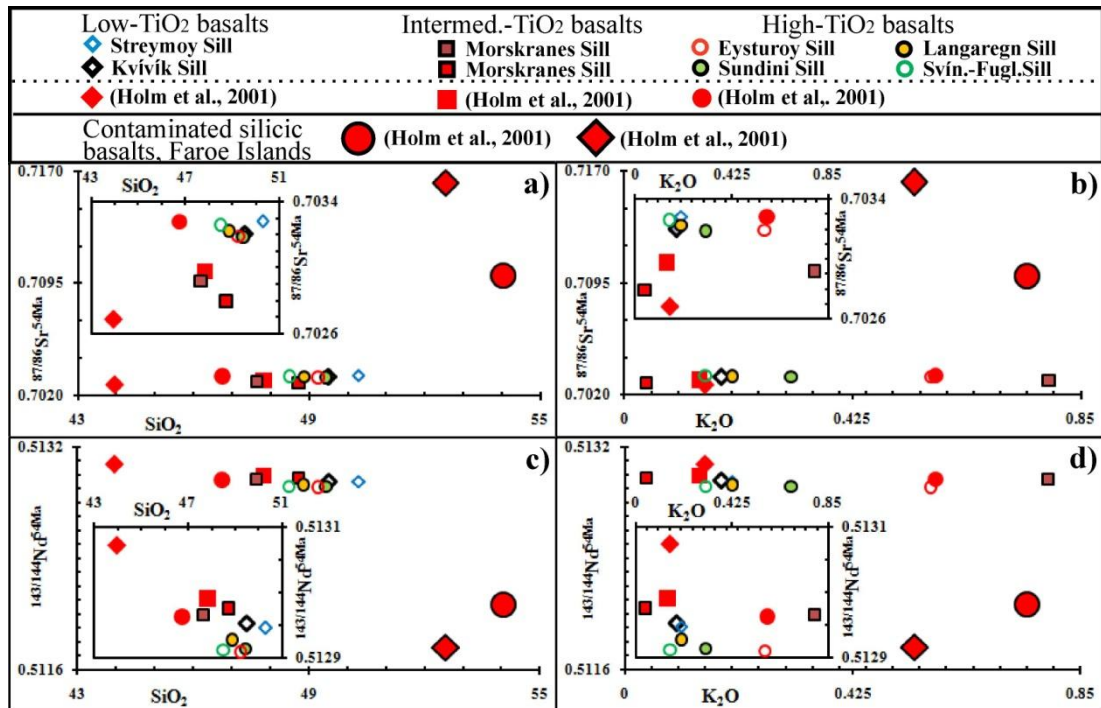 Low-TiO2 basalts Intermed.-TiO2 basalts High-TiO2 basalts
Streymoy Sill Morskranes Sill Eysturoy Sill Langaregn Sill
Kvívík Sill Morskranes Sill Sundini Sill Svín.-Fugl.Sill
(Holm et al., 2001) (Holm et al., 2001) (Holm et al,. 2001)
Contaminated silicic (Holm et al., 2001) (Holm et al., 2001)
basalts, Faroe Islands
a)
0.7170
0.7095
0.7020
87/86Sr54Ma
43 49 55
SiO2
43 47 51
SiO2
0.7034
0.7026
87/86Sr54Ma
b)
0.7170
0.7095
0.7020
87/86Sr54Ma
0 0.425 0.85
K2O
0 0.425 0.85
K2O
0.7034
0.7026
87/86Sr54Ma
c)
0.5132
0.5116
143/144Nd54Ma
43 49 55
SiO2
43 47 51
SiO2
0.5131
0.5129
143/144Nd54Ma
d)
0.5132
0.5116
143/144Nd54Ma
0 0.425 0.85
K2O
0 0.425 0.85
K2O
0.5131
0.5129
143/144Nd54Ma